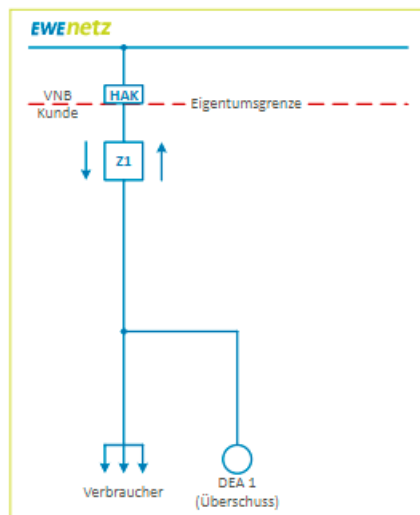 EWEnetz
VNB
Kunde
HAK
Eigentumsgrenze
Z1
Verbraucher
DEA 1
(Überschuss)